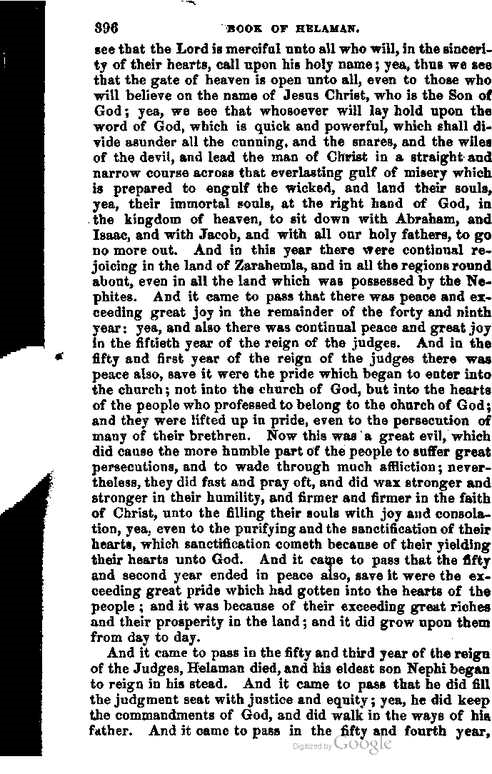 396 BOOK OF HELAMAN.
see that the Lord is merciful unto all who will, in the sinceri-
ty of their hearts, call upon his holy name; yea, thus we see
that the gate of heaven is open unto all, even to those who
will believe on the name of Jesus Christ, who is the Son of
God; yea, we see that whosoever will lay hold upon the
word of God, which is quick and powerful, which shall di-
vide asunder all the cunning, and the snares, and the wiles
of the devil, and lead the man of Christ in a straight and
narrow course across that everlasting gulf of misery which
is prepared to engulf the wicked, and land their souls,
yea, their immortal souls, at the right hand of God, in
the kingdom of heaven, to sit down with Abraham, and
Isaac, and with Jacob, and with all our holy fathers, to go
no more out. And in this year there were continual re-
joicing in the land of Zarahemla, and in all the regions round
about, even in all the land which was possessed by the Ne-
phites. And it came to pass that there was peace and ex-
ceeding great joy in the remainder of the forty and ninth
year: yea, and also there was continual peace and great joy
in the fiftieth year of the reign of the judges. And in the
fifty and first year of the reign of the judges there was
peace also, save it were the pride which began to enter into
the church; not into the church of God, but into the hearts
of the people who professed to belong to the church of God;
and they were lifted up in pride, even to the persecution of
many of their brethren. Now this was a great evil, which
did cause the more humble part of the people to suffer great
persecutions, and to wade through much affliction; never-
theless, they did fast and pray oft, and did wax stronger and
stronger in their humility, and firmer and firmer in the faith
of Christ, unto the filling their souls with joy and consola-
tion, yea, even to the purifying and the sanctification of their
hearts, which sanctification cometh because of their yielding
their hearts unto God. And it came to pass that the fifty
and second year ended in peace also, save it were the ex-
ceeding great pride which had gotten into the hearts of the
people; and it was because of their exceeding great riches
and their prosperity in the land; and it did grow upon them
from day to day.
And it came to pass in the fifty and third year of the reign
of the Judges, Helaman died, and his eldest son Nephi began
to reign in his stead. And it came to pass that he did fill
the judgment seat with justice and equity; yea, he did keep
the commandments of God, and did walk in the ways of his
father. And it came to pass in the fifty and fourth year,
Digitized by Google